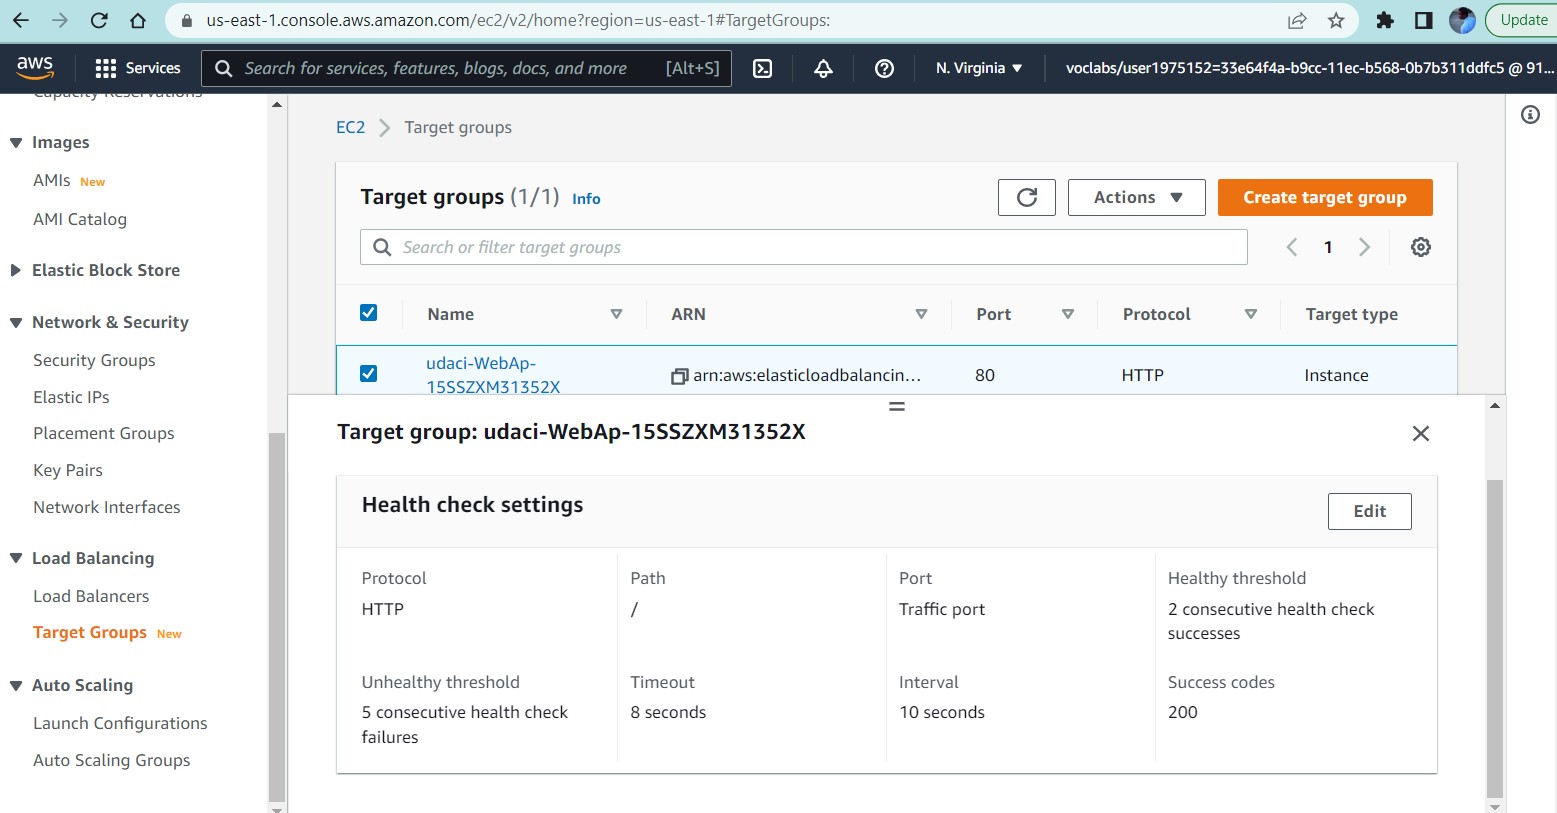 us-east-1.console.aws.amazon.com/ec2/v2/home?region=us-east-1#TargetGroups:
Update
aws
Services
Search for services, features, blogs, docs, and more
[Alt+S]
N. Virginia
voclabs/user1975152=33e64f4a-b9cc-11ec-b568-0b7b311ddfc5 @ 91...
Capacity Reservations
Images
AMIs New
AMI Catalog
Elastic Block Store
Network & Security
Security Groups
Elastic IPs
Placement Groups
Key Pairs
Network Interfaces
Load Balancing
Load Balancers
Target Groups New
Auto Scaling
Launch Configurations
Auto Scaling Groups
EC2 > Target groups
Target groups (1/1) Info
Actions
Create target group
Search or filter target groups
1
Name
ARN
Port
Protocol
Target type
udaci-WebAp-
15SSZXM31352X
arn:aws:elasticloadbalancin...
80
HTTP
Instance
Target group: udaci-WebAp-15SSZXM31352X
Health check settings
Edit
Protocol
HTTP
Path
/
Port
Traffic port
Healthy threshold
2 consecutive health check
successes
Unhealthy threshold
5 consecutive health check
failures
Timeout
8 seconds
Interval
10 seconds
Success codes
200